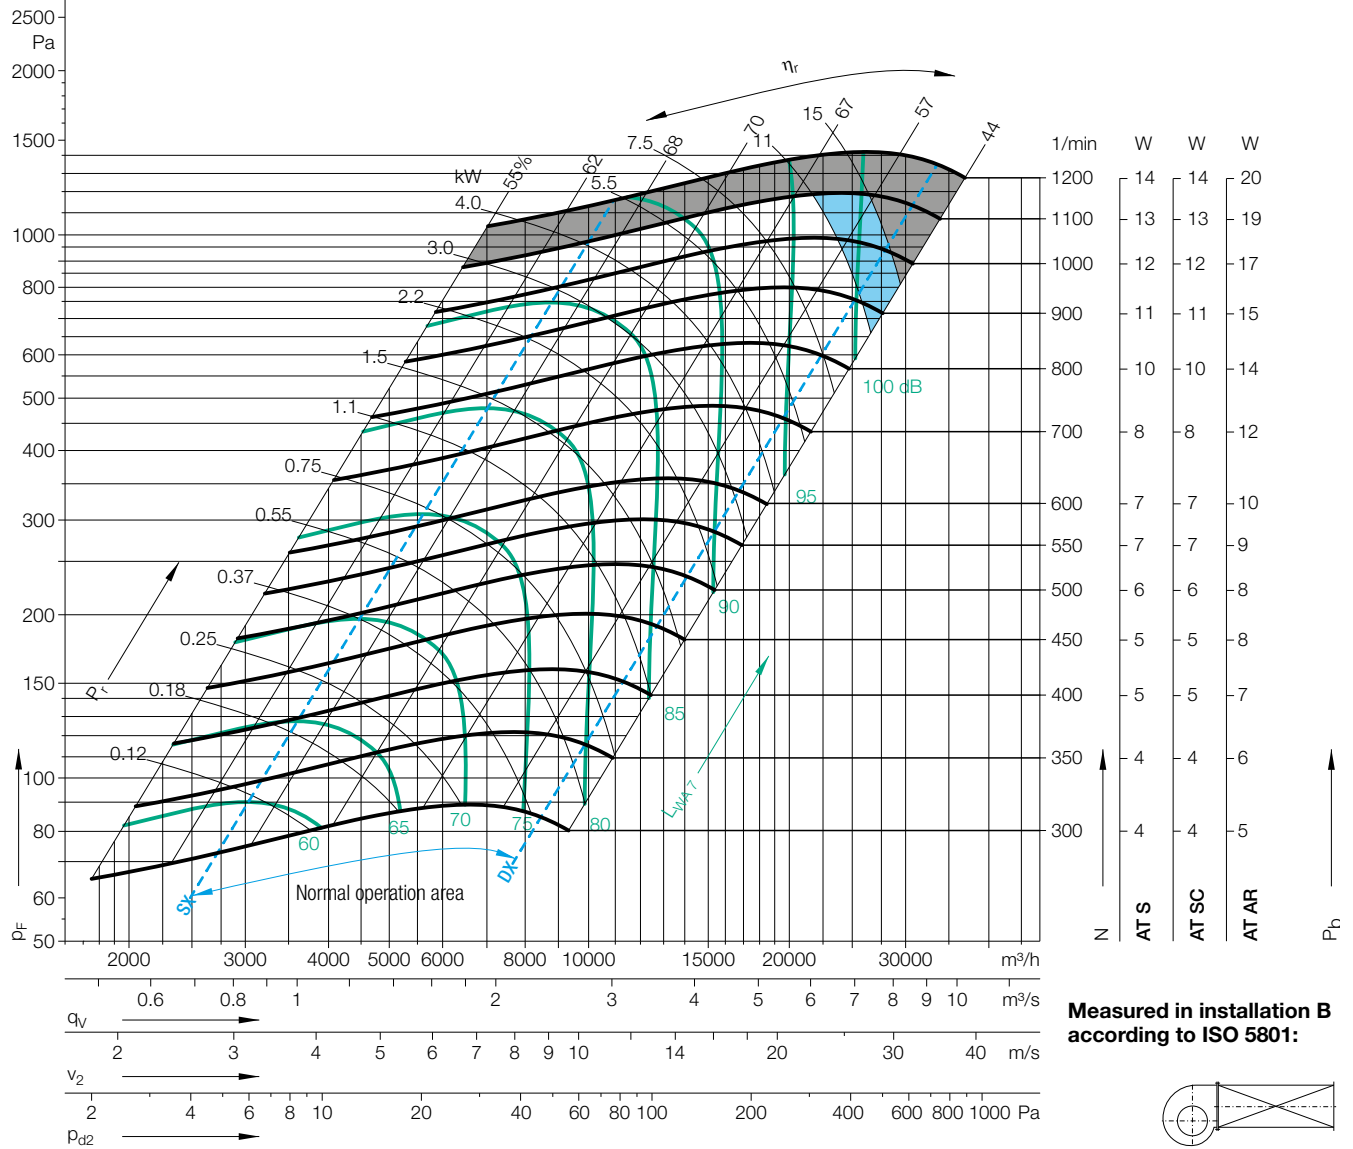 2500
Pa
2000
1500
1000
800
600
500
400
300
200
150
100
80
60
50
pF
ηr
kW
55%
62
68
70
67
57
44
15
11
7.5
5.5
4.0
3.0
2.2
1.5
1.1
0.75
0.55
0.37
0.25
0.18
0.12
Pr
100 dB
95
90
85
80
75
70
65
60
LWA 7
SX
DX
Normal operation area
1/min W W W
1200 14 14 20
1100 13 13 19
1000 12 12 17
900 11 11 15
800 10 10 14
700 8 8 12
600 7 7 10
550 7 7 9
500 6 6 8
450 5 5 8
400 5 5 7
350 4 4 6
300 4 4 5
N AT S AT SC AT AR Pb
2000 3000 4000 5000 6000 8000 10000 15000 20000 30000 m³/h
0.6 0.8 1 2 3 4 5 6 7 8 9 10 m³/s
qV
2 3 4 5 6 7 8 9 10 14 20 30 40 m/s
v2
2 4 6 8 10 20 40 60 80 100 200 400 600 800 1000 Pa
pd2
Measured in installation B
according to ISO 5801: